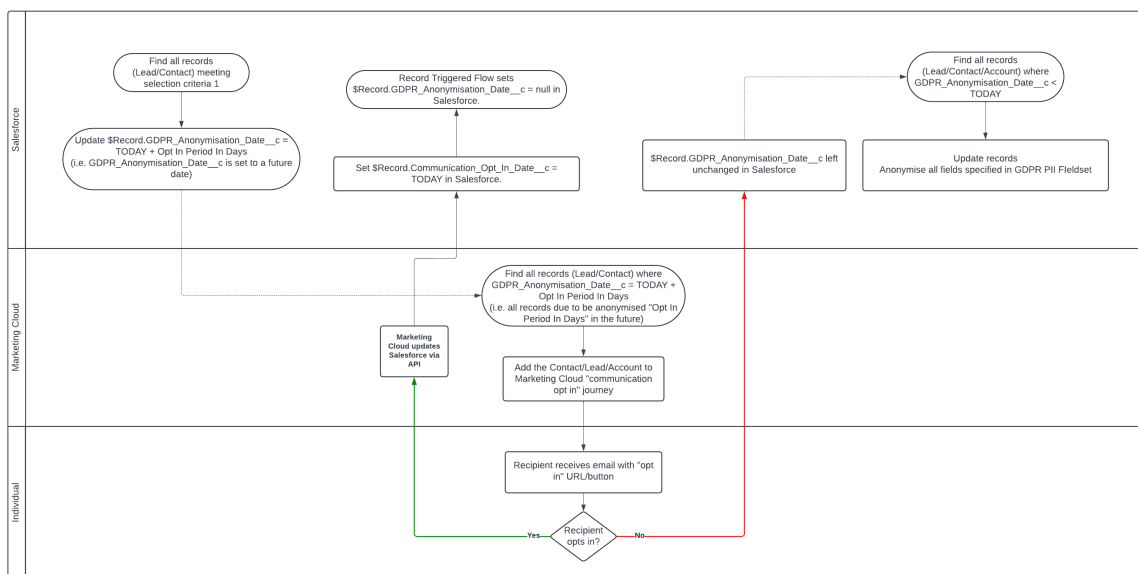 Salesforce
Find all records
(Lead/Contact) meeting
selection criteria 1
Update $Record.GDPR_Anonymisation_Date__c =
TODAY + Opt In Period In Days
(i.e. GDPR_Anonymisation_Date__c is set to a future
date)
Record Triggered Flow sets
$Record.GDPR_Anonymisation_Date__c = null in
Salesforce.
Set $Record.Communication_Opt_In_Date__c =
TODAY in Salesforce.
$Record.GDPR_Anonymisation_Date__c left
unchanged in Salesforce
Find all records
(Lead/Contact/Account) where
GDPR_Anonymisation_Date__c <
TODAY
Update records
Anonymise all fields specified in GDPR PII FIeldset
Marketing Cloud
Find all records (Lead/Contact) where
GDPR_Anonymisation_Date__c = TODAY +
Opt In Period In Days
(i.e. all records due to be anonymised "Opt In
Period In Days" in the future)
Marketing
Cloud updates
Salesforce via
API
Add the Contact/Lead/Account to
Marketing Cloud "communication
opt in" journey
Individual
Recipient receives email with "opt
in" URL/button
Recipient
opts in?
Yes
No